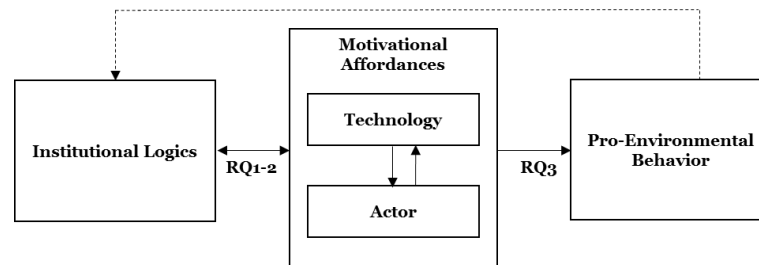 Motivational
Affordances
Technology
Institutional Logics
RQ1-2
Actor
RQ3
Pro-Environmental
Behavior